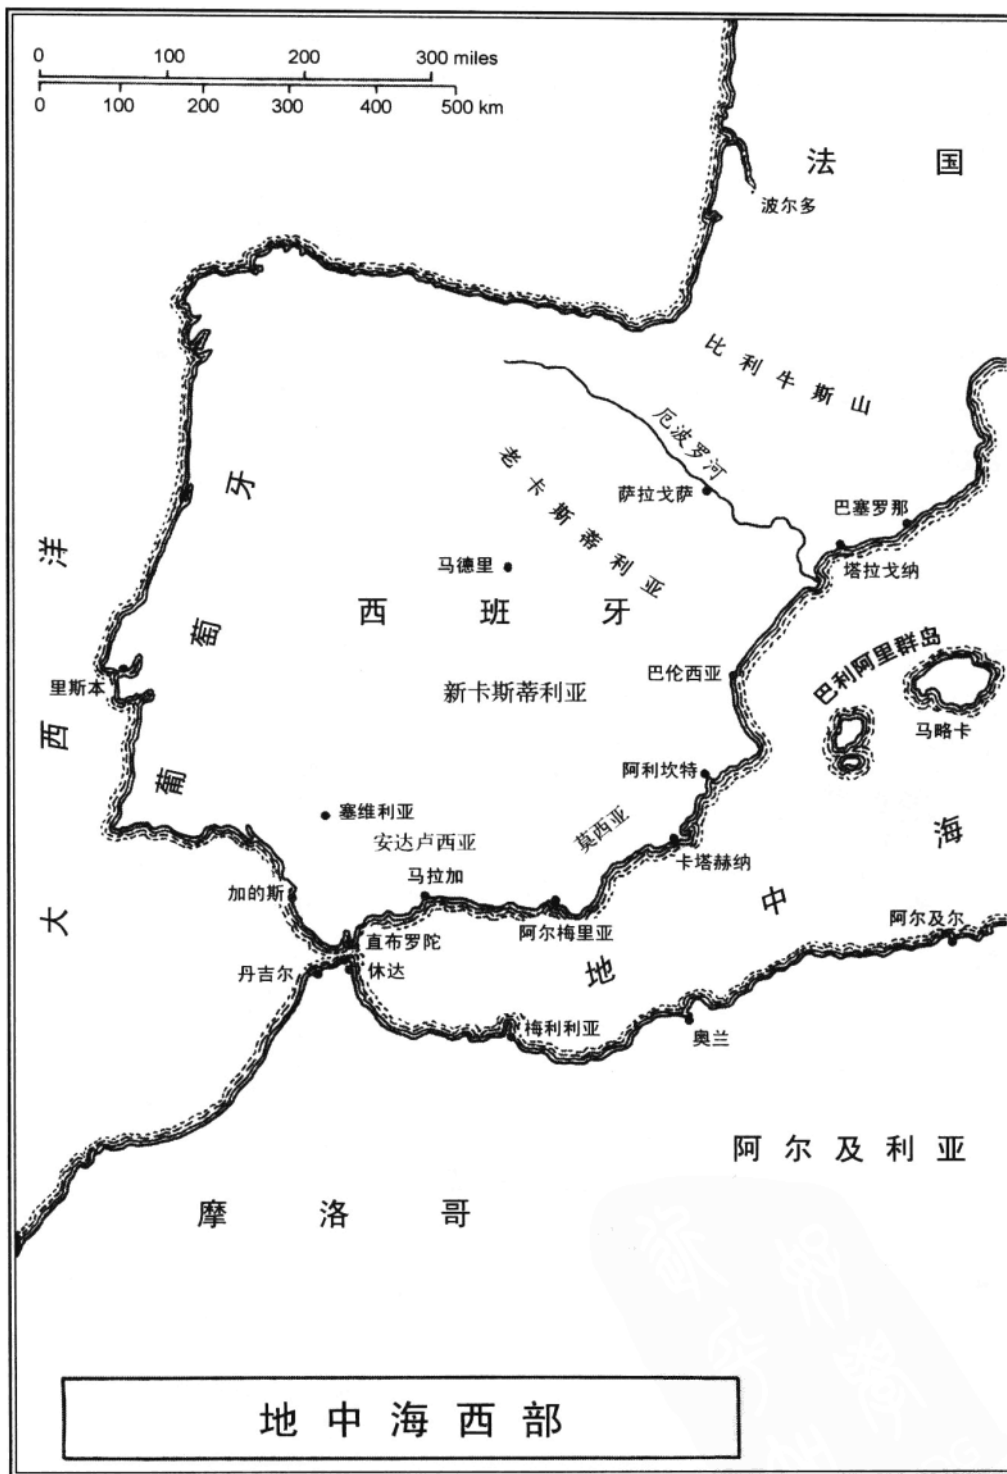 0 100 200 300 miles
0 100 200 300 400 500 km
法国
波尔多
比利牛斯山
厄波罗河
老卡斯蒂利亚
萨拉戈萨
巴塞罗那
塔拉戈纳
马德里
西班牙
葡萄牙
大西洋
里斯本
新卡斯蒂利亚
巴伦西亚
巴利阿里群岛
马略卡
阿利坎特
塞维利亚
安达卢西亚
莫西亚
卡塔赫纳
马拉加
加的斯
阿尔梅里亚
直布罗陀
丹吉尔
休达
地中海
阿尔及尔
梅利利亚
奥兰
阿尔及利亚
摩洛哥
地中海西部